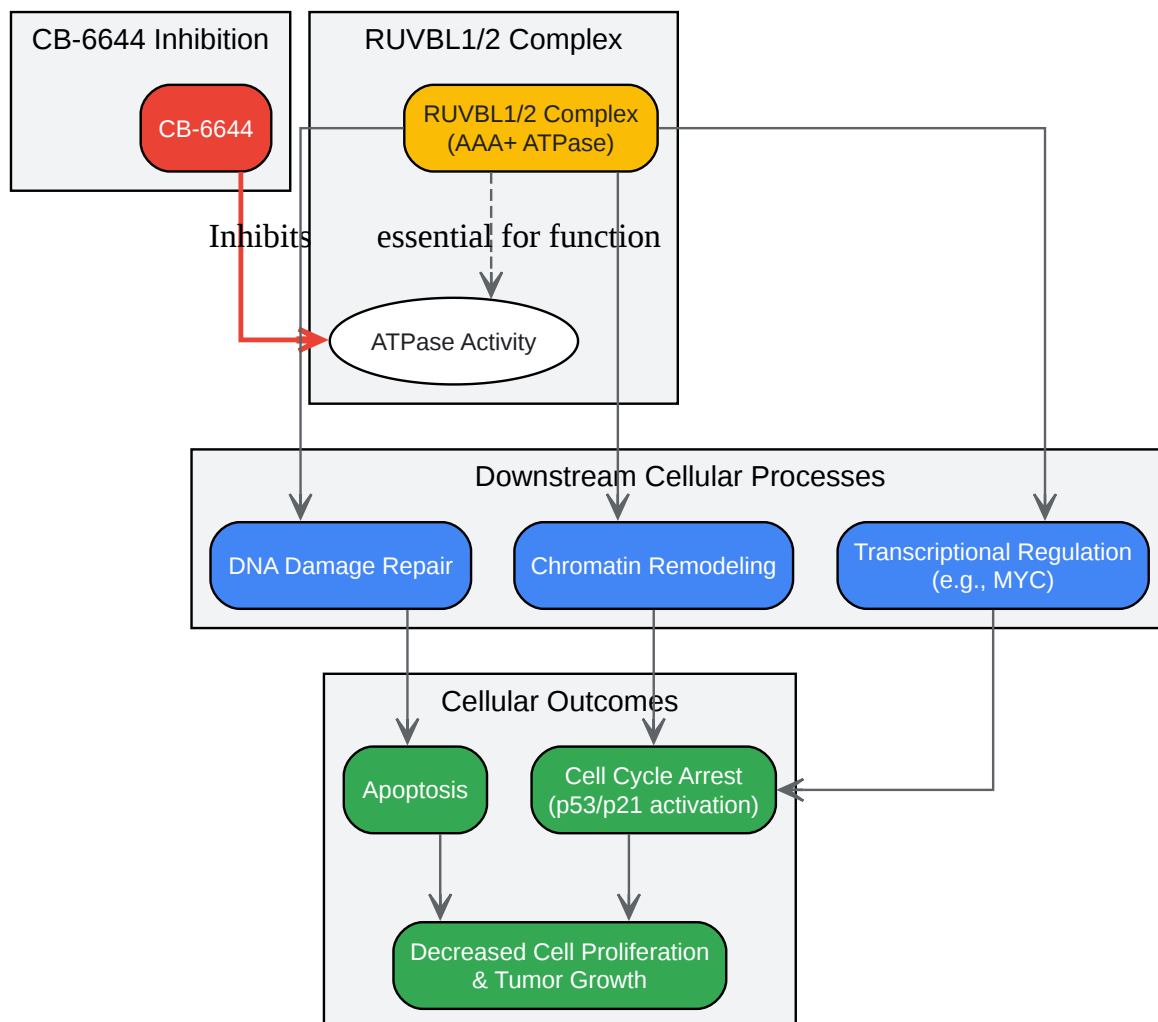 CB-6644 Inhibition
RUVBL1/2 Complex
CB-6644
RUVBL1/2 Complex
(AAA+ ATPase)
Inhibits
essential for function
ATPase Activity
Downstream Cellular Processes
DNA Damage Repair
Chromatin Remodeling
Transcriptional Regulation
(e.g., MYC)
Cellular Outcomes
Apoptosis
Cell Cycle Arrest
(p53/p21 activation)
Decreased Cell Proliferation
& Tumor Growth